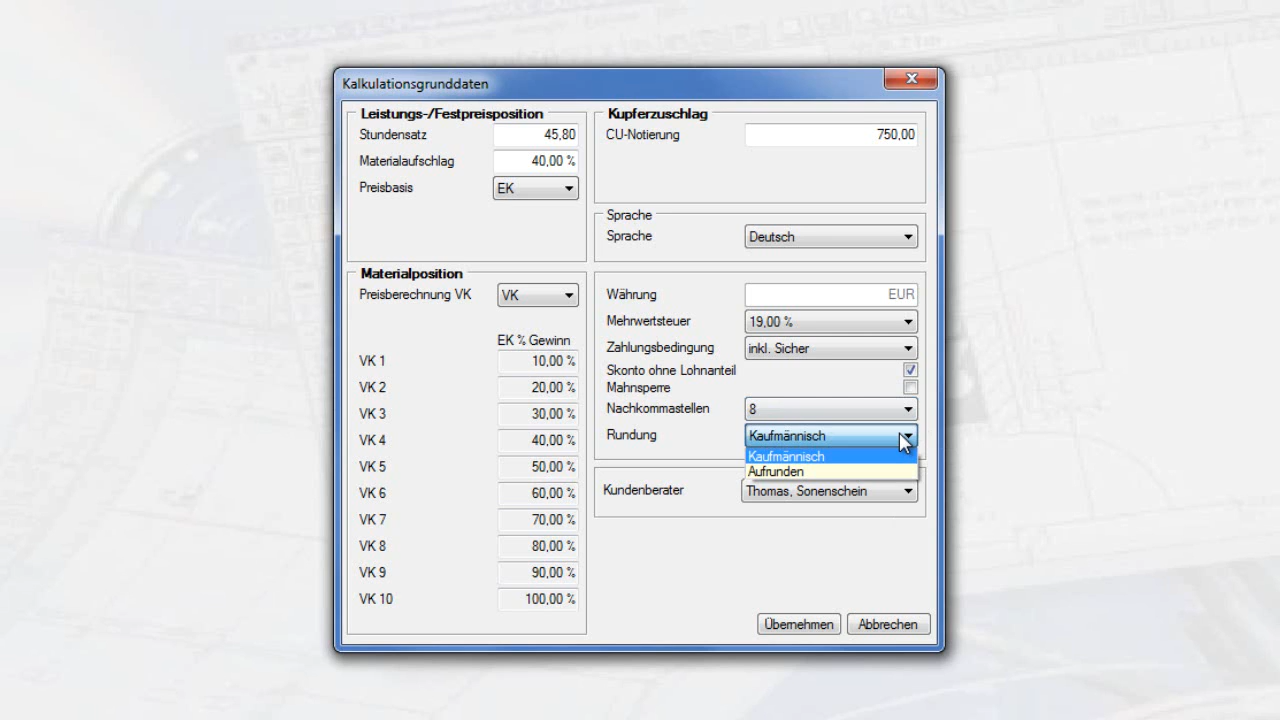 Kalkulationsgrunddaten
Leistungs-/Festpreisposition
Stundensatz 45,80
Materialaufschlag 40,00 %
Preisbasis EK
Kupferzuschlag
CU-Notierung 750,00
Sprache
Sprache Deutsch
Materialposition
Preisberechnung VK VK
EK % Gewinn
VK 1 10,00 %
VK 2 20,00 %
VK 3 30,00 %
VK 4 40,00 %
VK 5 50,00 %
VK 6 60,00 %
VK 7 70,00 %
VK 8 80,00 %
VK 9 90,00 %
VK 10 100,00 %
Währung EUR
Mehrwertsteuer 19,00 %
Zahlungsbedingung inkl. Sicher
Skonto ohne Lohnanteil
Mahnsperre
Nachkommastellen 8
Rundung Kaufmännisch
Kaufmännisch
Aufrunden
Kundenberater Thomas, Sonenschein
Übernehmen Abbrechen